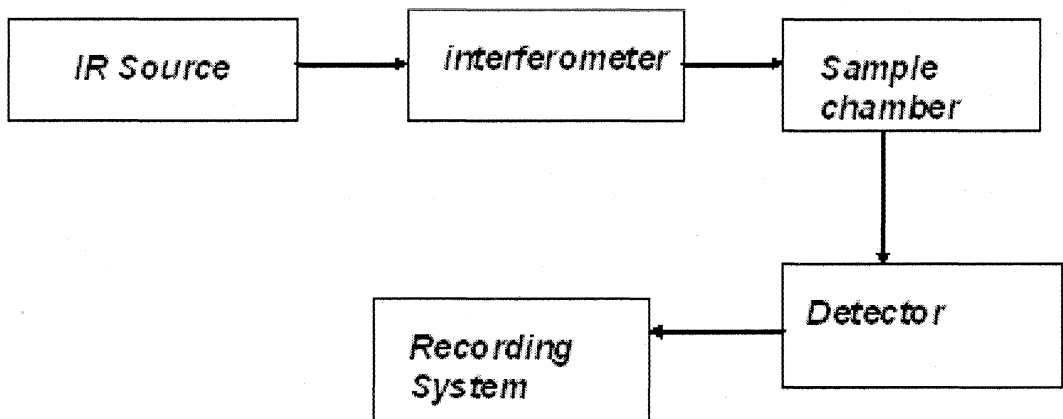 IR Source
interferometer
Sample
chamber
Detector
Recording
System